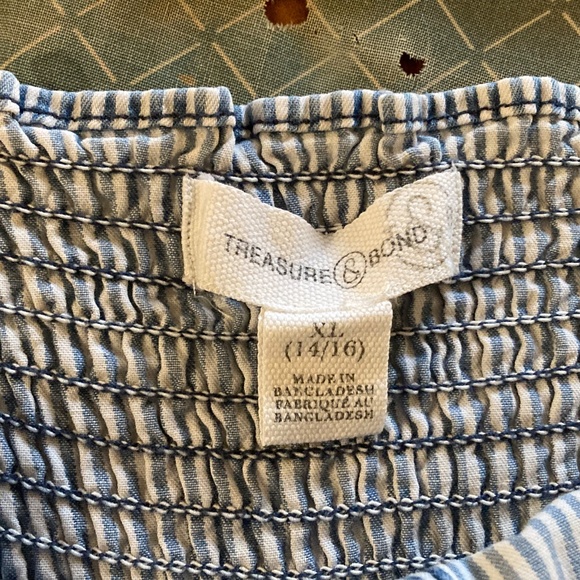 TREASURE & BOND
XL
(14/16)
MADE IN
BANGLADESH
FABRIQUÉ AU
BANGLADESH